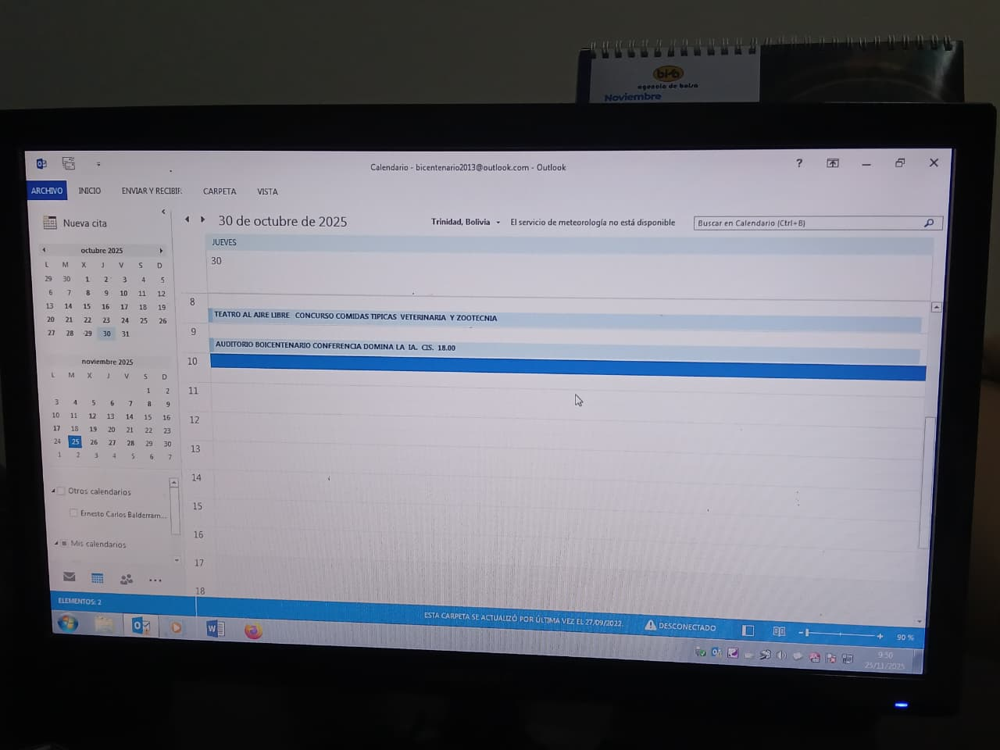 bi-b
agencia de bolsa
Noviembre
Calendario - bicentenario2013@outlook.com - Outlook
ARCHIVO INICIO ENVIAR Y RECIBIR CARPETA VISTA
Nueva cita
30 de octubre de 2025
Trinidad, Bolivia
El servicio de meteorología no está disponible
Buscar en Calendario (Ctrl+B)
octubre 2025
L M X J V S D
29 30 1 2 3 4 5
6 7 8 9 10 11 12
13 14 15 16 17 18 19
20 21 22 23 24 25 26
27 28 29 30 31
noviembre 2025
L M X J V S D
1 2
3 4 5 6 7 8 9
10 11 12 13 14 15 16
17 18 19 20 21 22 23
24 25 26 27 28 29 30
1 2 3 4 5 6 7
Otros calendarios
Ernesto Carlos Balderram...
Mis calendarios
JUEVES
30
8
TEATRO AL AIRE LIBRE CONCURSO COMIDAS TIPICAS VETERINARIA Y ZOOTECNIA
9
AUDITORIO BOICENTENARIO CONFERENCIA DOMINA LA IA. CIS. 18.00
10
11
12
13
14
15
16
17
18
ELEMENTOS: 2
ESTA CARPETA SE ACTUALIZÓ POR ÚLTIMA VEZ EL 27/09/2022.
DESCONECTADO
90 %
9:50
25/11/2025